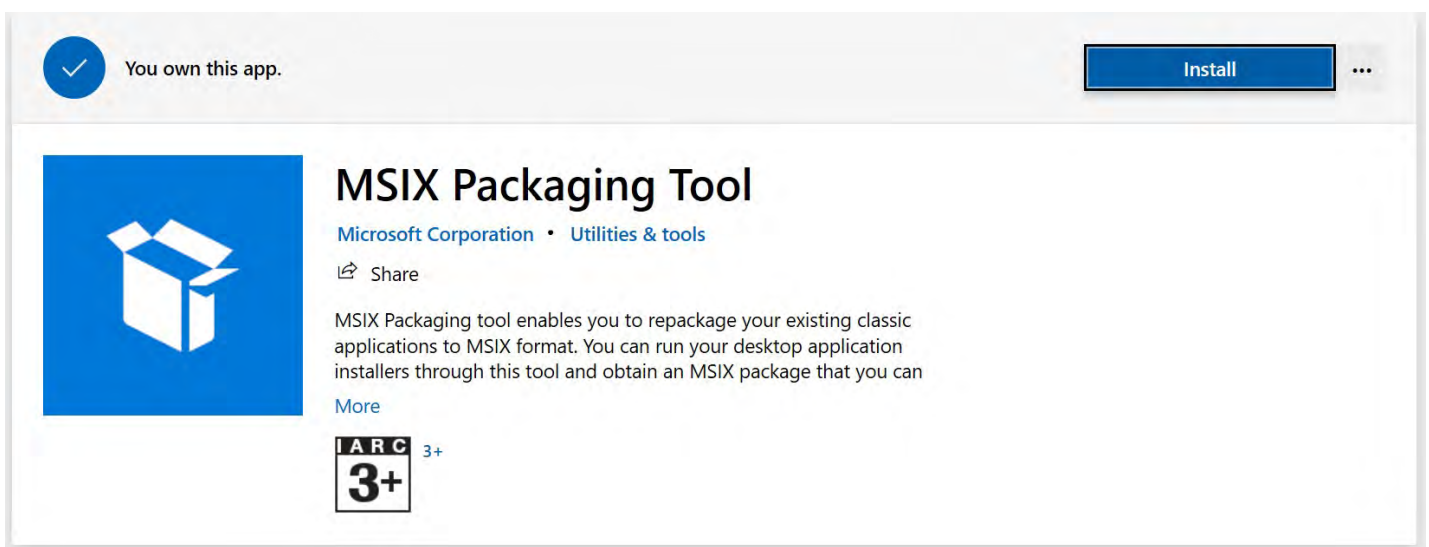 You own this app.
Install
...
MSIX Packaging Tool
Microsoft Corporation • Utilities & tools
Share
MSIX Packaging tool enables you to repackage your existing classic
applications to MSIX format. You can run your desktop application
installers through this tool and obtain an MSIX package that you can
More
IARC
3+
3+